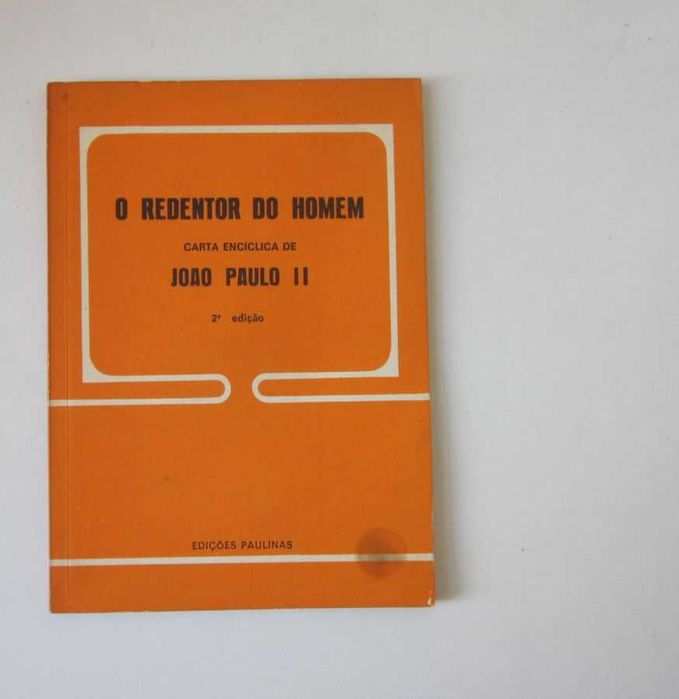 O REDENTOR DO HOMEM
CARTA ENCÍCLICA DE
JOAO PAULO II
2ª edição
EDIÇÕES PAULINAS